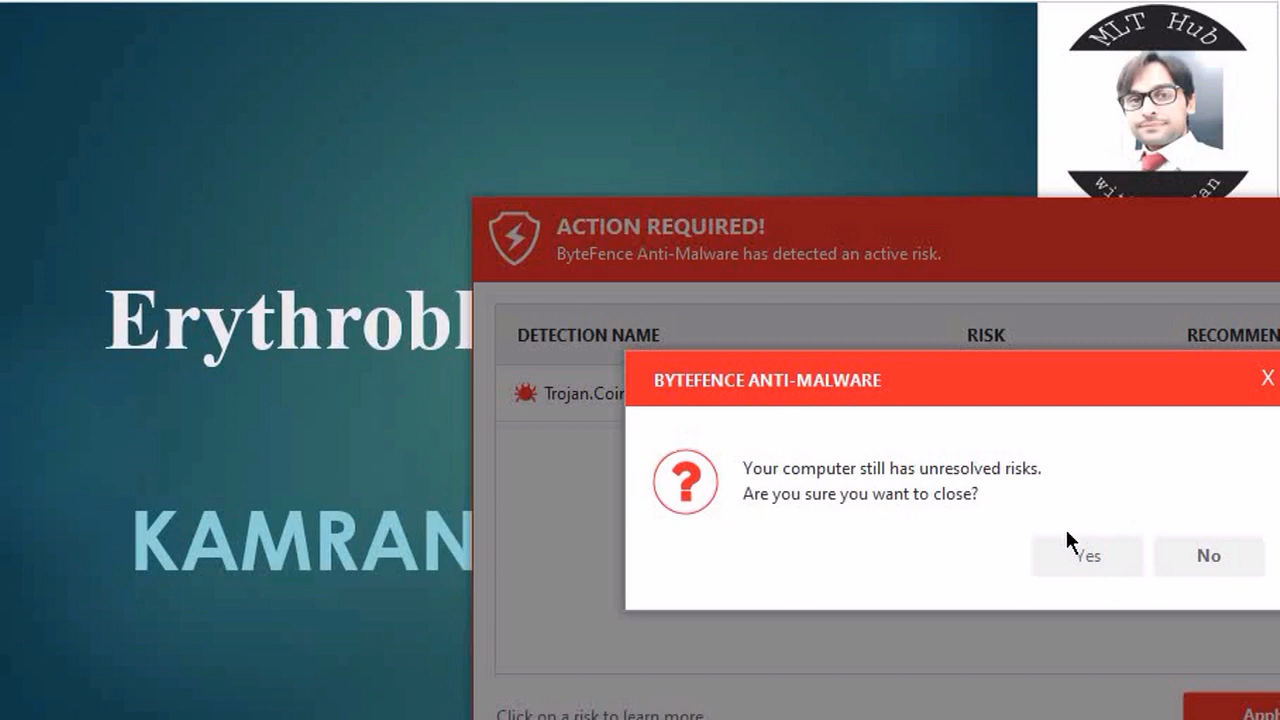 MLT Hub
ACTION REQUIRED!
ByteFence Anti-Malware has detected an active risk.
Erythrobl
DETECTION NAME RISK RECOMMEN
BYTEFENCE ANTI-MALWARE X
Trojan.Coin
Your computer still has unresolved risks.
Are you sure you want to close?
KAMRAN
Yes No
Click on a risk to learn more